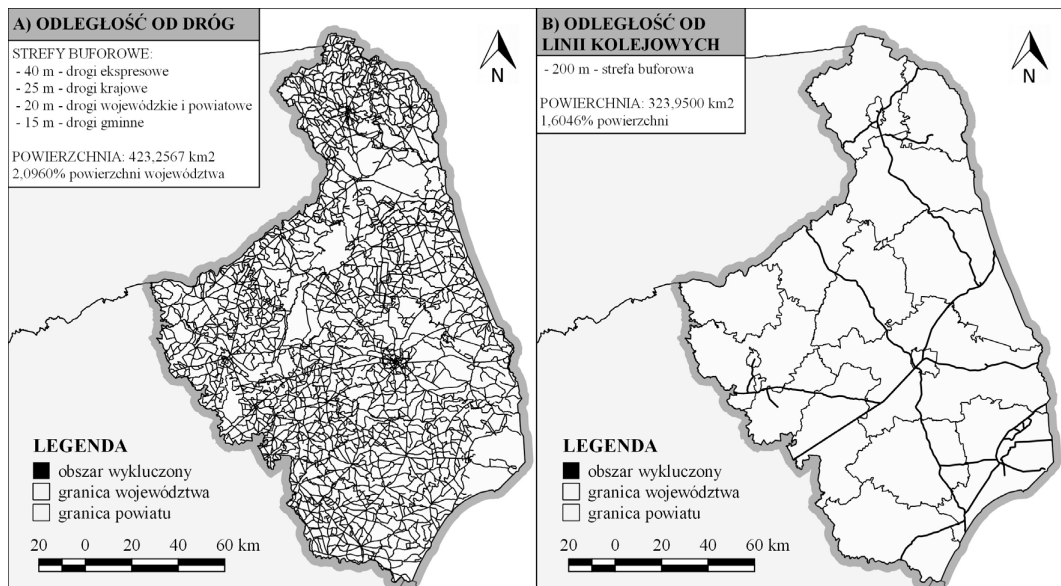 A) ODLEGŁOŚĆ OD DRÓG
STREFY BUFOROWE:
- 40 m - drogi ekspresowe
- 25 m - drogi krajowe
- 20 m - drogi wojewódzkie i powiatowe
- 15 m - drogi gminne
POWIERZCHNIA: 423,2567 km2
2,0960% powierzchni województwa
N
LEGENDA
obszar wykluczony
granica województwa
granica powiatu
20 0 20 40 60 km
B) ODLEGŁOŚĆ OD
LINII KOLEJOWYCH
- 200 m - strefa buforowa
POWIERCHNIA: 323,9500 km2
1,6046% powierzchni
N
LEGENDA
obszar wykluczony
granica województwa
granica powiatu
20 0 20 40 60 km